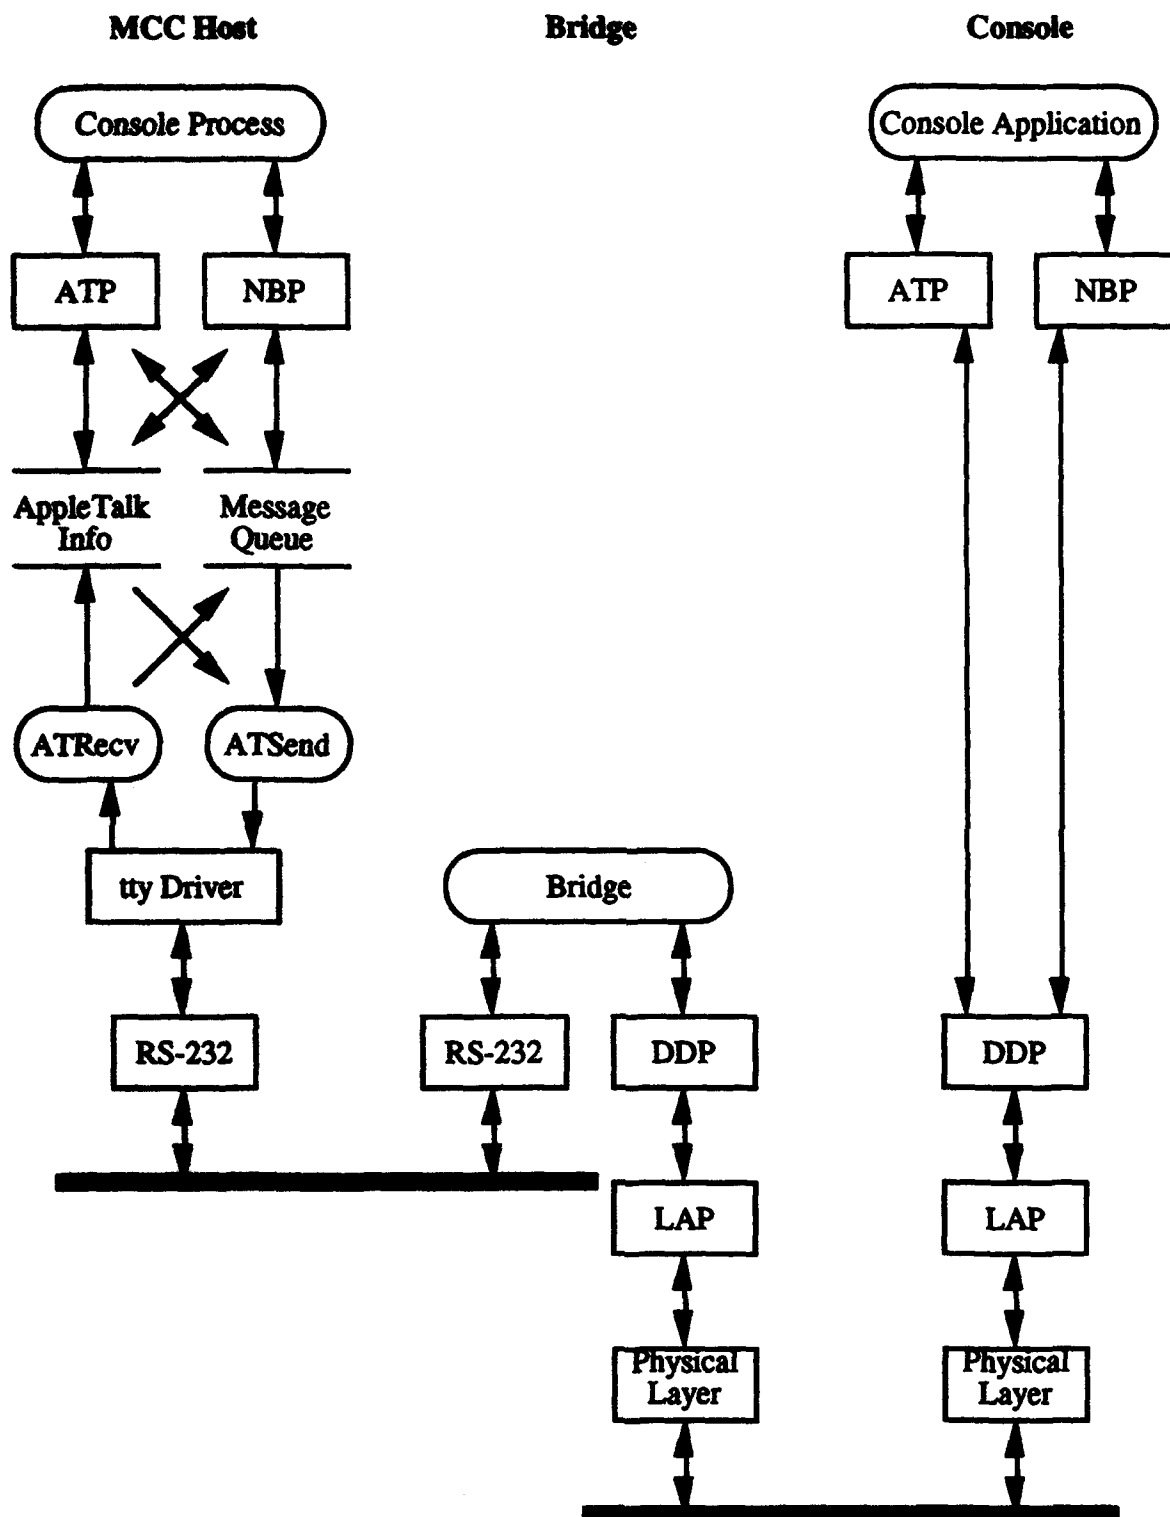 MCC Host
Bridge
Console
Console Process
Console Application
ATP
NBP
ATP
NBP
AppleTalk
Info
Message
Queue
ATRecv
ATSend
tty Driver
Bridge
RS-232
RS-232
DDP
DDP
LAP
LAP
Physical
Layer
Physical
Layer